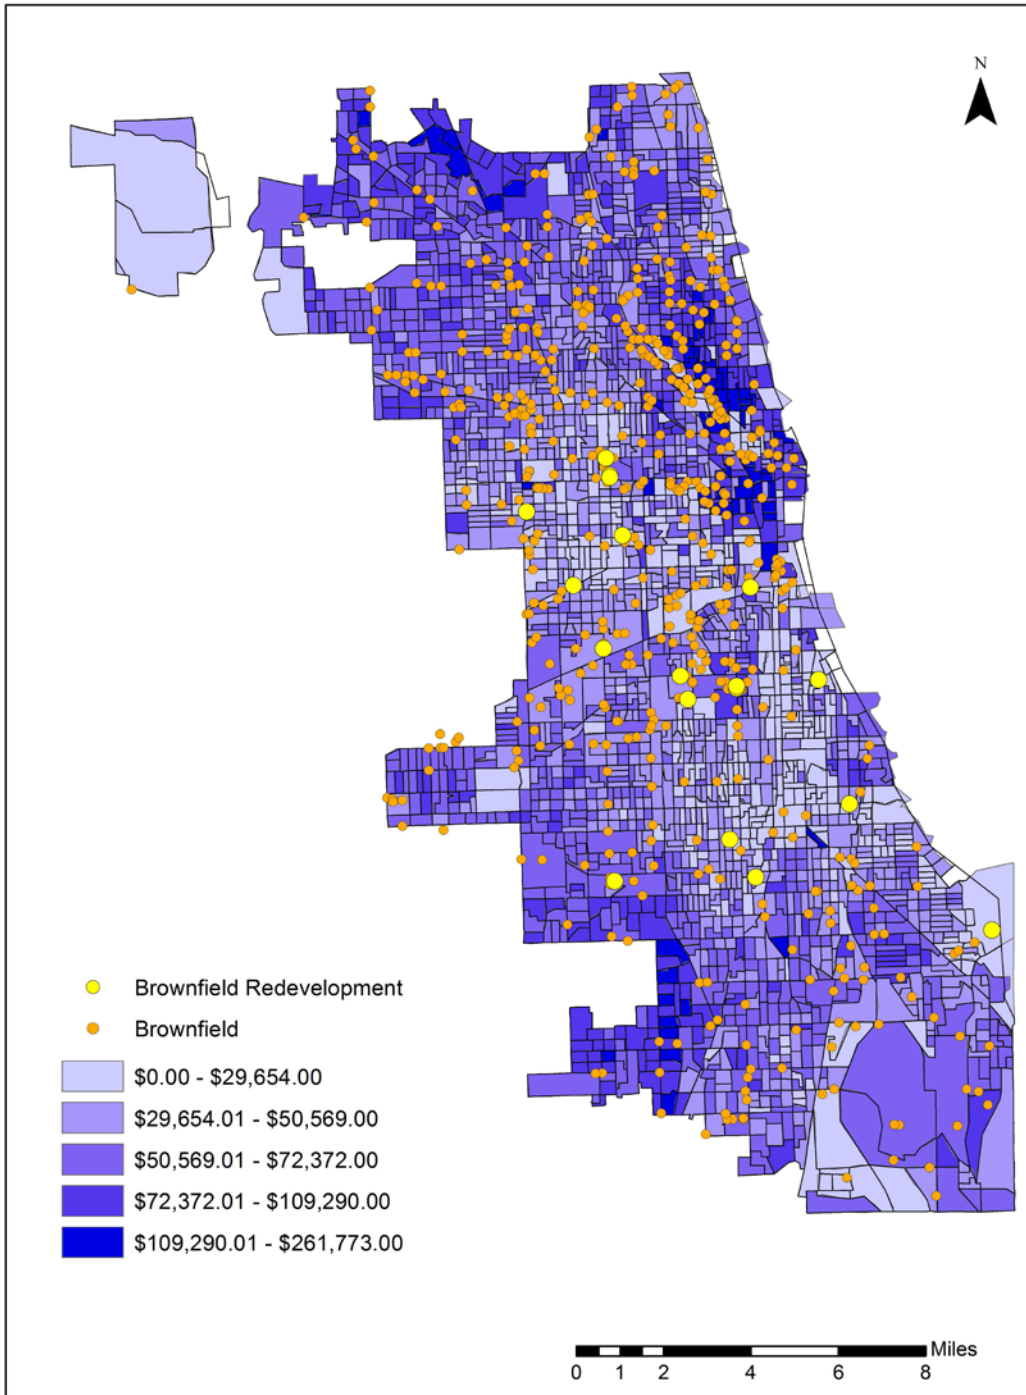 N
Brownfield Redevelopment
Brownfield
$0.00 - $29,654.00
$29,654.01 - $50,569.00
$50,569.01 - $72,372.00
$72,372.01 - $109,290.00
$109,290.01 - $261,773.00
Miles
0 1 2 4 6 8